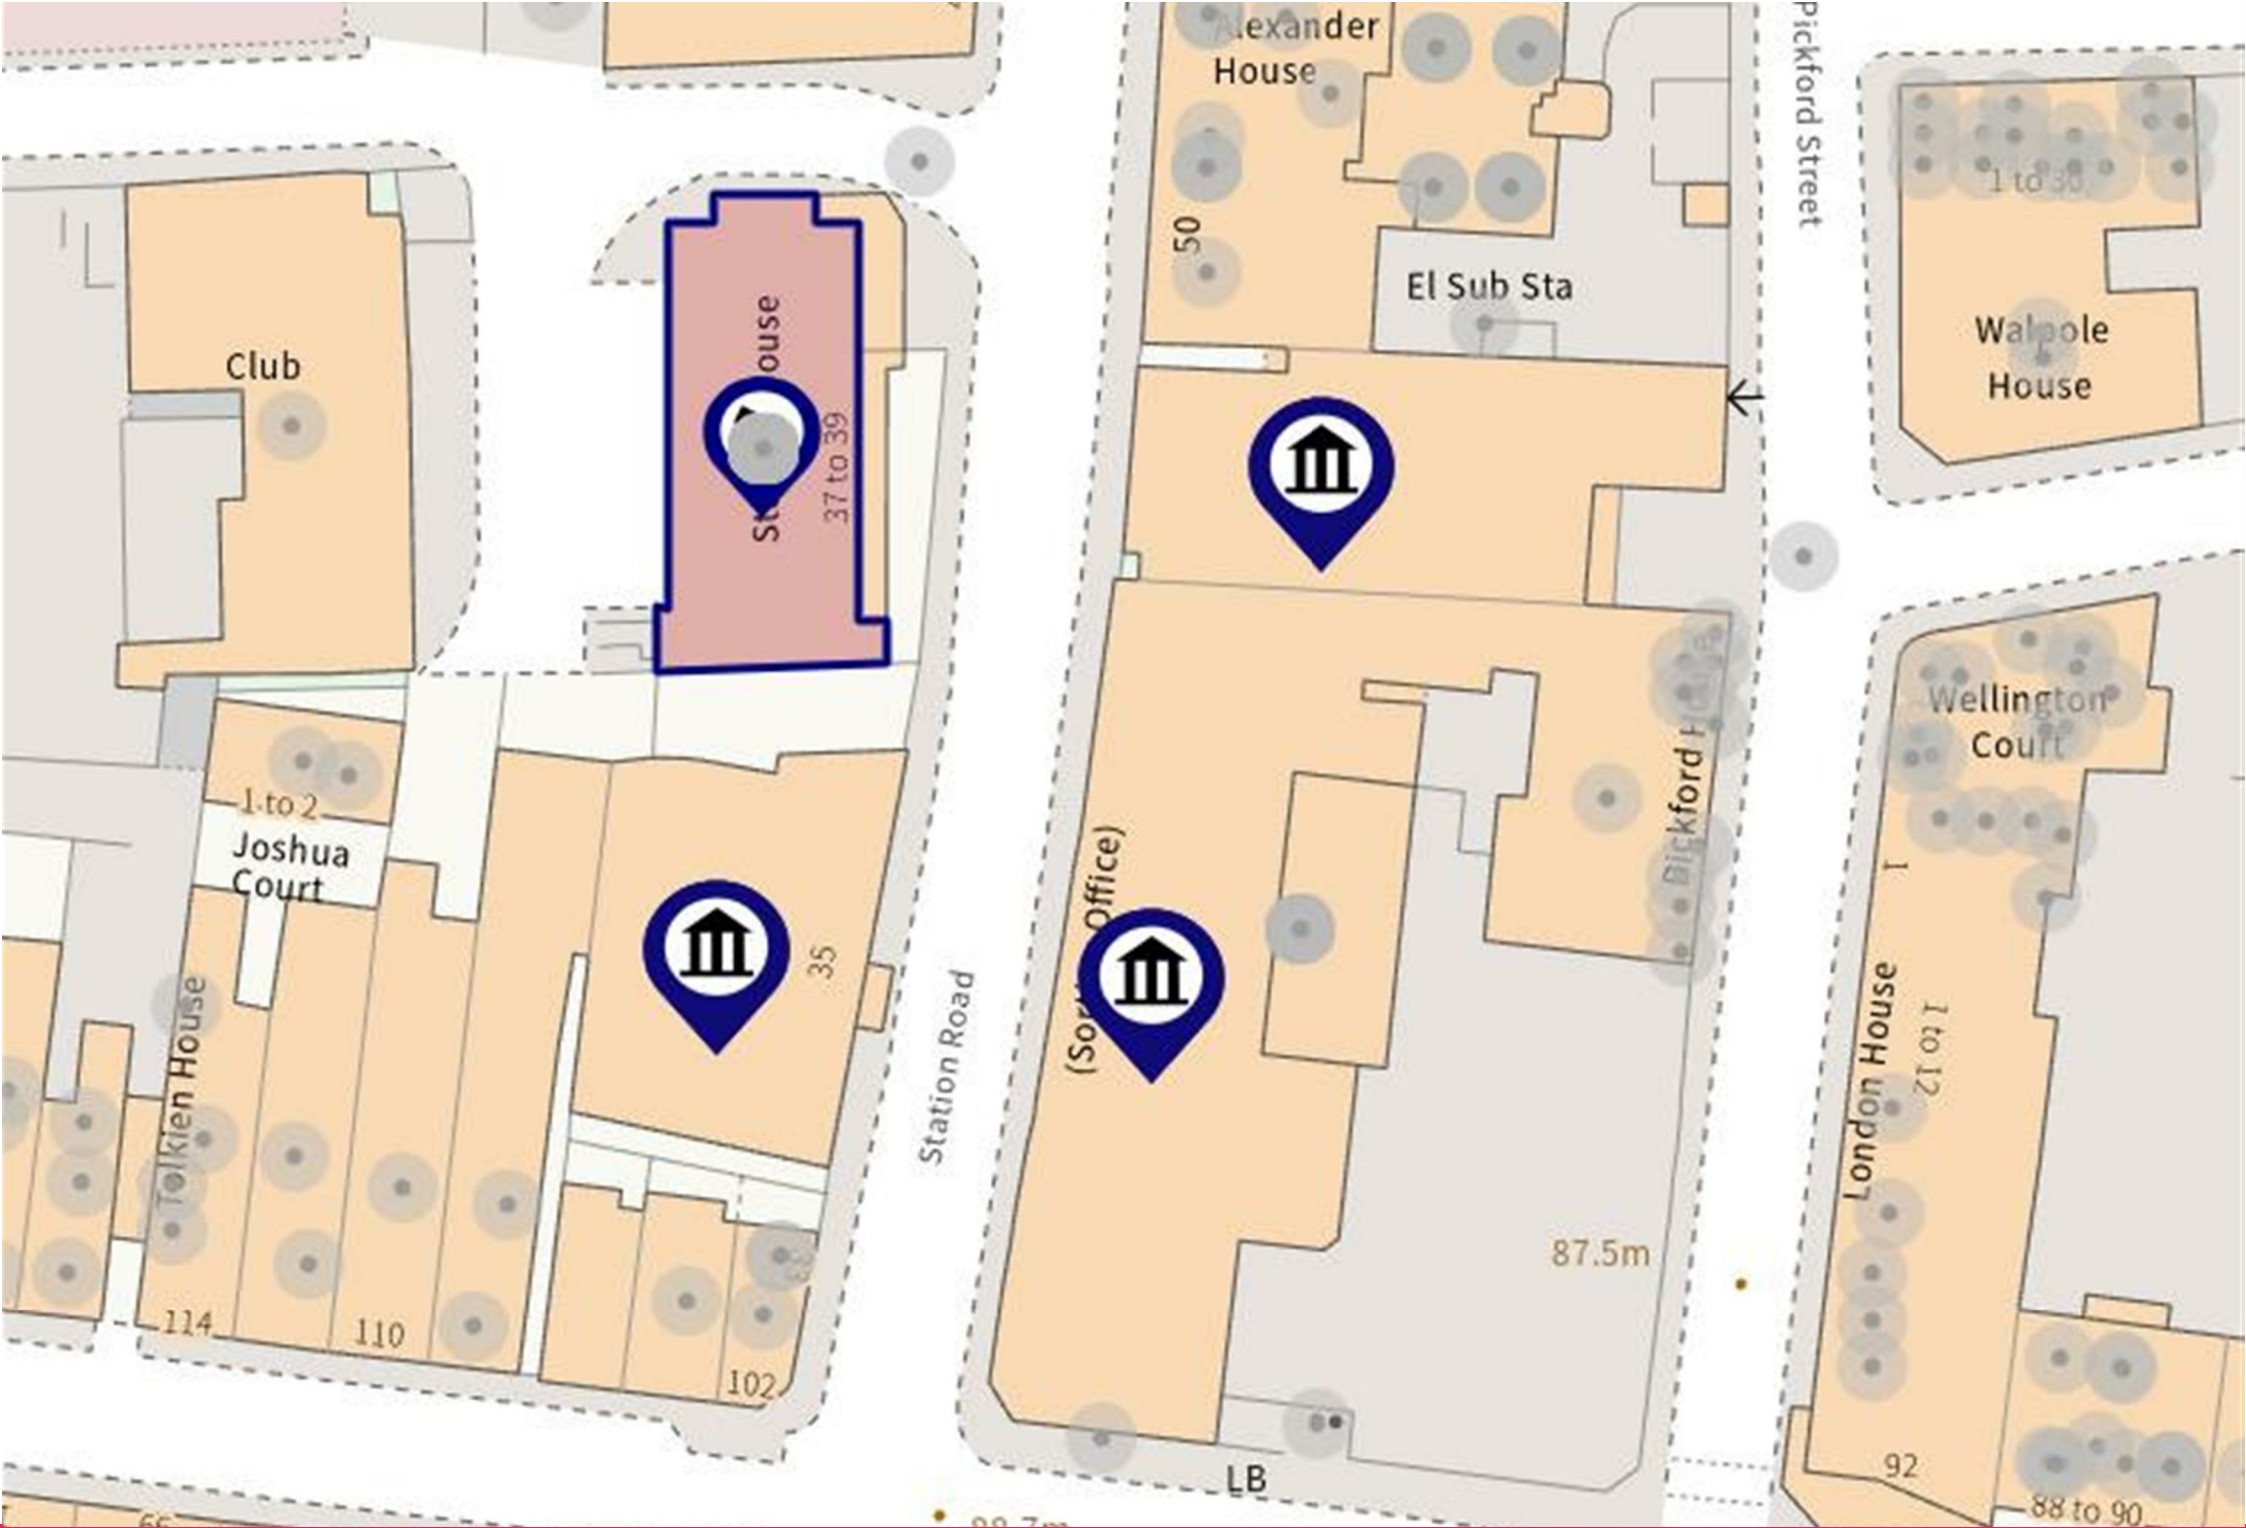 Alexander
House
Pickford Street
50
El Sub Sta
1 to 30
Walpole
House
Club
37 to 39
1 to 2
Joshua
Court
35
Office)
Station Road
Wellington
Court
1
London House
1 to 12
Tolkien House
87.5m
33
114
110
102
LB
92
88 to 90
66